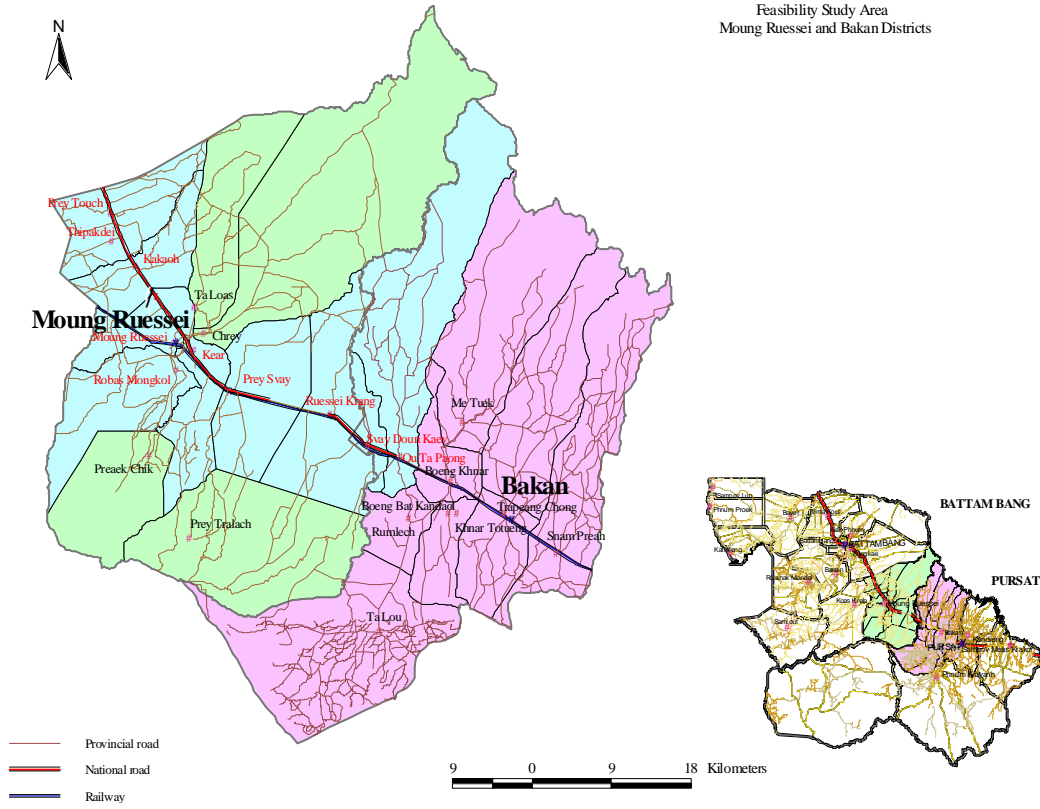 Feasibility Study Area
Moung Ruessei and Bakan Districts
N
Prey Touch
Thipakdei
Kakaoh
Ta Loas
Moung Ruessei
Chrey
Moung Ruessei
Kear
Robas Mongkol
Prey Svay
Ruessei Krang
Me Tuek
Svay Doun Kaev
Ou Ta Paong
Preaek Chik
Boeng Khnar
Bakan
Boeng Bat Kandaol
Trapeang Chong
Prey Tralach
Rumlech
Khnar Totueng
Snam Preah
Ta Lou
BATTAM BANG
PURSAT
Phnum Proek
Provincial road
National road
Railway
9 0 9 18 Kilometers